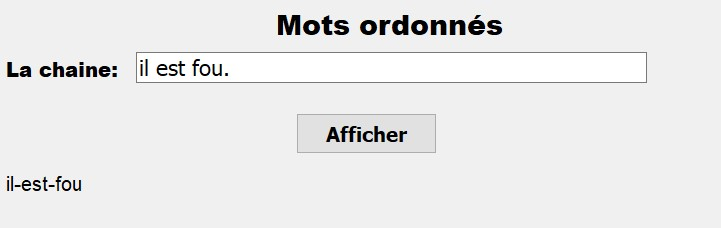 Mots ordonnés
La chaine: il est fou.
Afficher
il-est-fou